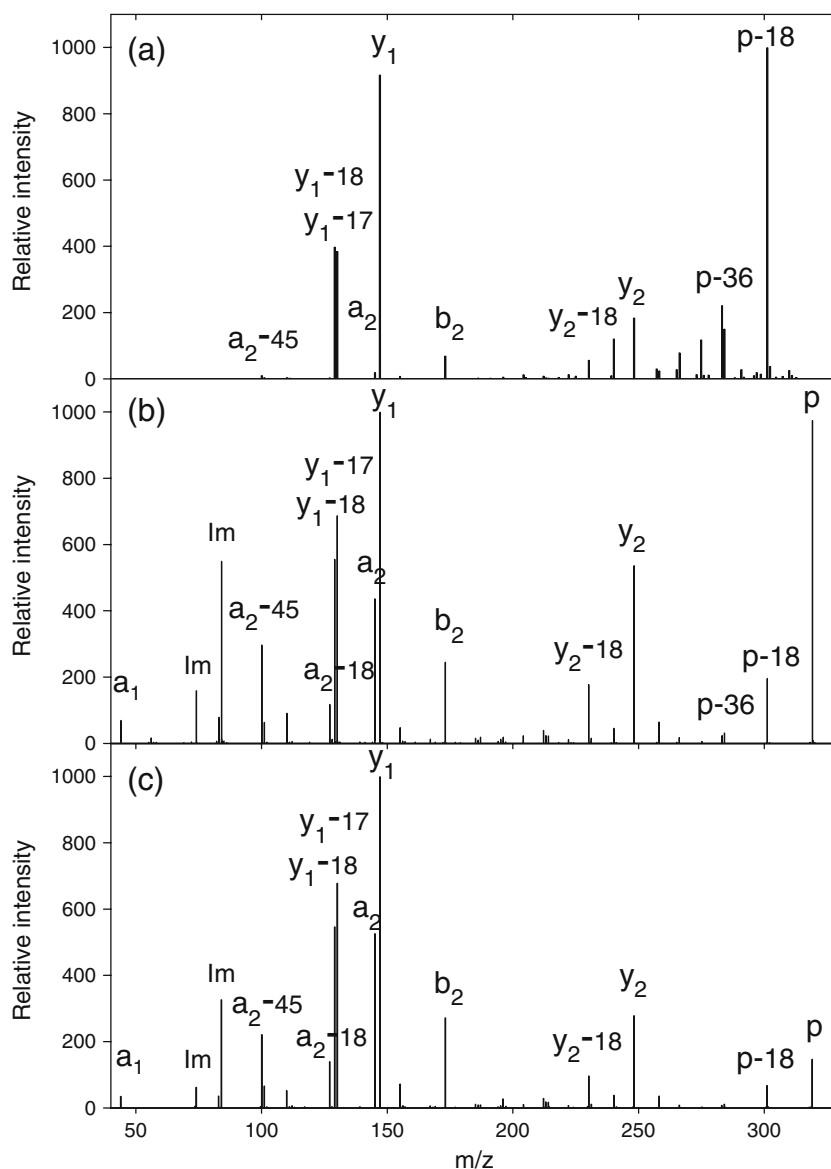 (a)
y1
p-18
y1-18
y1-17
a2
a2-45
b2
y2-18
y2
p-36
Relative intensity
1000
800
600
400
200
0
(b)
y1
p
y1-17
y1-18
Im
a2
a2-45
y2
b2
a2-18
y2-18
Im
a1
p-18
p-36
Relative intensity
1000
800
600
400
200
0
(c)
y1
y1-17
y1-18
a2
Im
a2-45
b2
y2
a2-18
y2-18
a1
Im
p-18
p
Relative intensity
1000
800
600
400
200
0
50 100 150 200 250 300
m/z